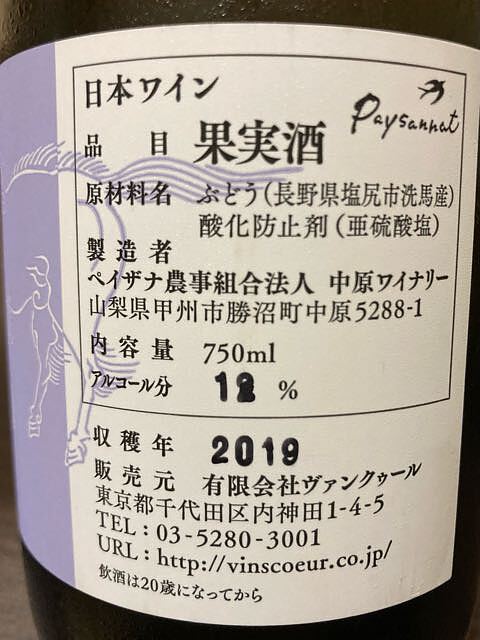 日本ワイン
Paysannat
品目 果実酒
原材料名 ぶどう(長野県塩尻市洗馬産)
酸化防止剤(亜硫酸塩)
製造者
ペイザナ農事組合法人 中原ワイナリー
山梨県甲州市勝沼町中原5288-1
内容量 750ml
アルコール分 12 %
収穫年 2019
販売元 有限会社ヴァンクゥール
東京都千代田区内神田1-4-5
TEL:03-5280-3001
URL:http://vinscoeur.co.jp/
飲酒は20歳になってから